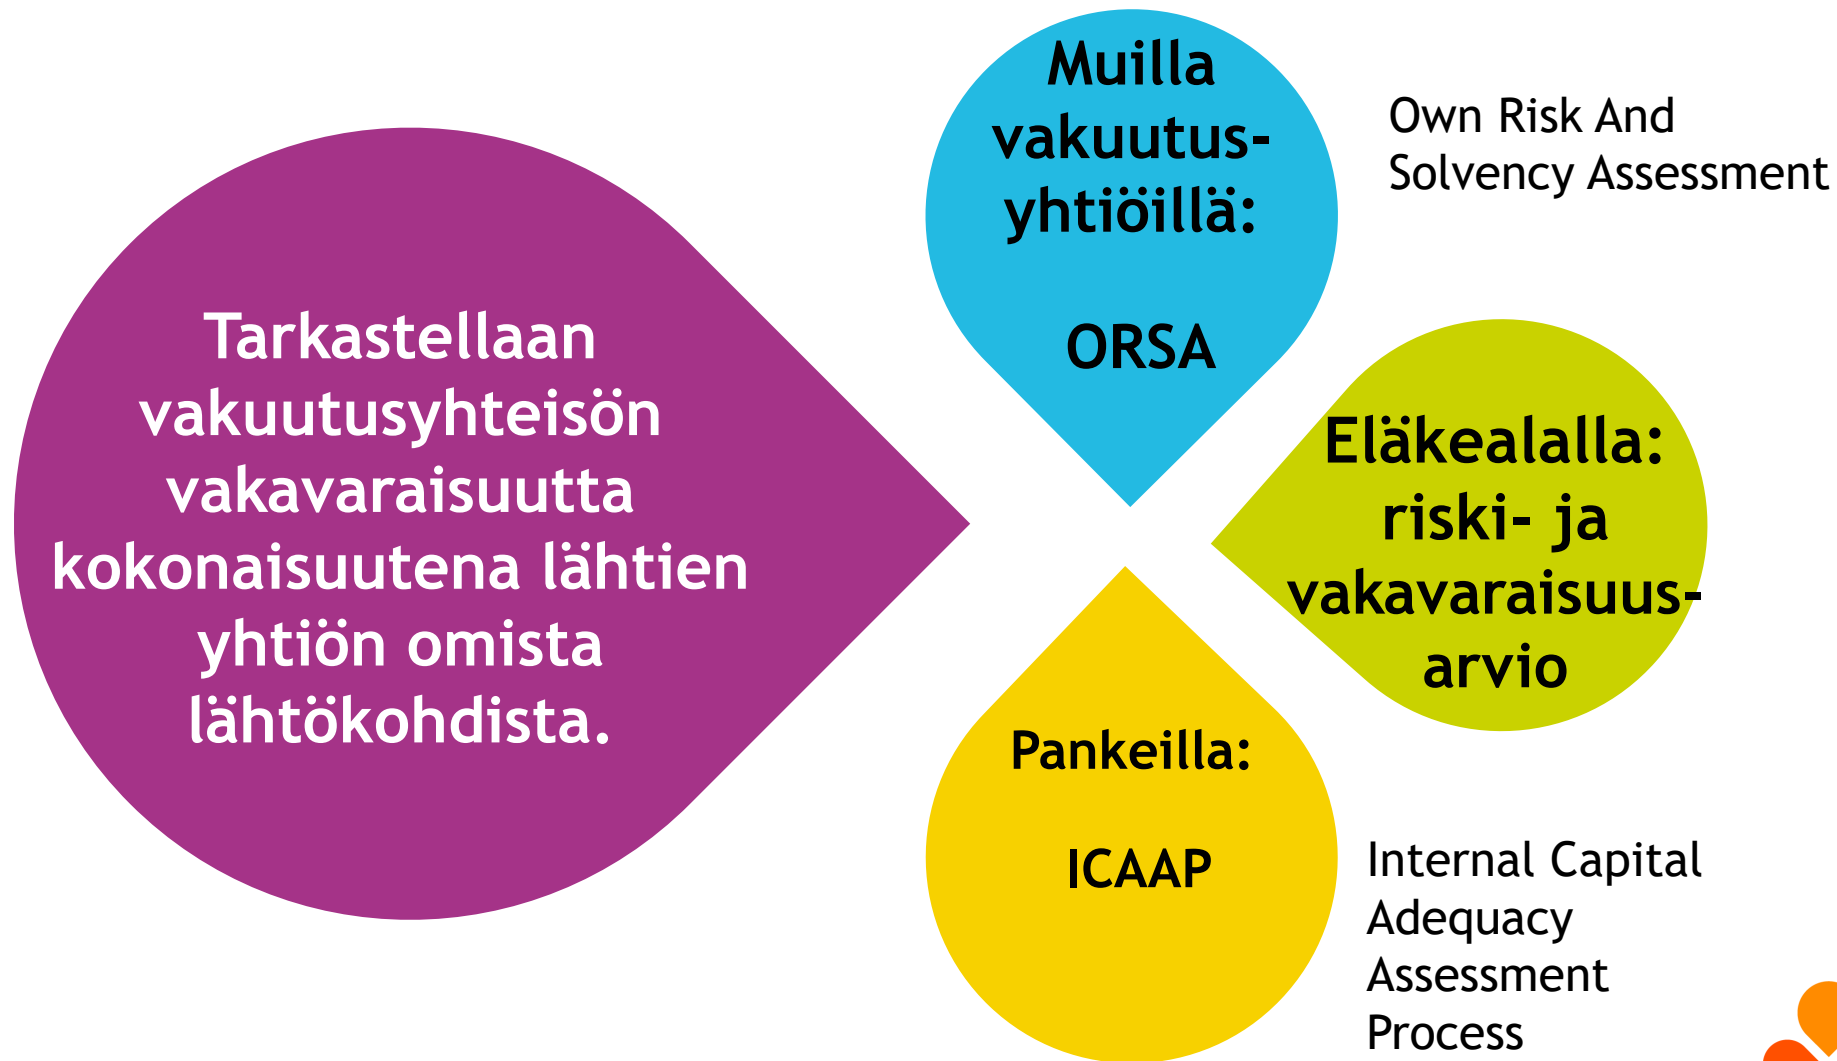 Tarkastellaan
vakuutusyhteisön
vakavaraisuutta
kokonaisuutena lähtien
yhtiön omista
lähtökohdista.
Muilla
vakuutus-
yhtiöillä:
ORSA
Own Risk And
Solvency Assessment
Eläkealalla:
riski- ja
vakavaraisuus-
arvio
Pankeilla:
ICAAP
Internal Capital
Adequacy
Assessment
Process